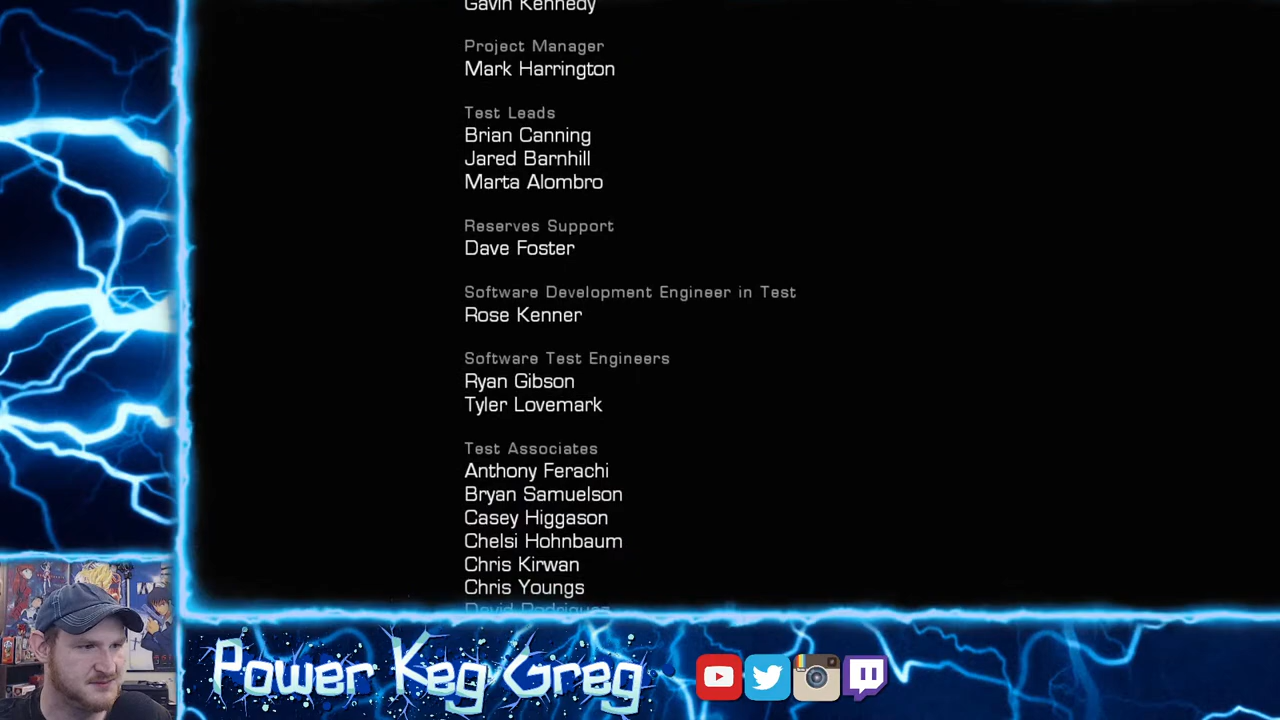 Gavin Kennedy
Project Manager
Mark Harrington
Test Leads
Brian Canning
Jared Barnhill
Marta Alombro
Reserves Support
Dave Foster
Software Development Engineer in Test
Rose Kenner
Software Test Engineers
Ryan Gibson
Tyler Lovemark
Test Associates
Anthony Ferachi
Bryan Samuelson
Casey Higgason
Chelsi Hohnbaum
Chris Kirwan
Chris Youngs
David Rodriguez
Power Keg Greg